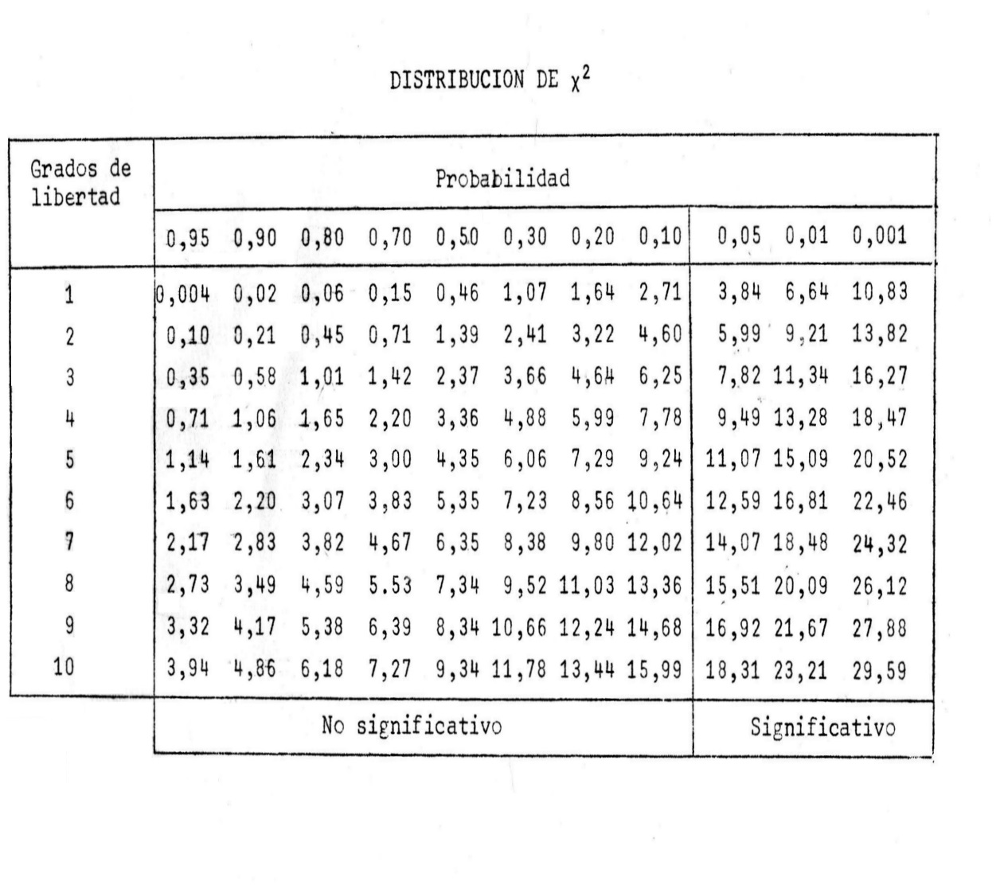 DISTRIBUCION DE χ²
Grados de
libertad
Probabilidad
0,95 0,90 0,80 0,70 0,50 0,30 0,20 0,10 0,05 0,01 0,001
1 0,004 0,02 0,06 0,15 0,46 1,07 1,64 2,71 3,84 6,64 10,83
2 0,10 0,21 0,45 0,71 1,39 2,41 3,22 4,60 5,99 9,21 13,82
3 0,35 0,58 1,01 1,42 2,37 3,66 4,64 6,25 7,82 11,34 16,27
4 0,71 1,06 1,65 2,20 3,36 4,88 5,99 7,78 9,49 13,28 18,47
5 1,14 1,61 2,34 3,00 4,35 6,06 7,29 9,24 11,07 15,09 20,52
6 1,63 2,20 3,07 3,83 5,35 7,23 8,56 10,64 12,59 16,81 22,46
7 2,17 2,83 3,82 4,67 6,35 8,38 9,80 12,02 14,07 18,48 24,32
8 2,73 3,49 4,59 5.53 7,34 9,52 11,03 13,36 15,51 20,09 26,12
9 3,32 4,17 5,38 6,39 8,34 10,66 12,24 14,68 16,92 21,67 27,88
10 3,94 4,86 6,18 7,27 9,34 11,78 13,44 15,99 18,31 23,21 29,59
No significativo Significativo